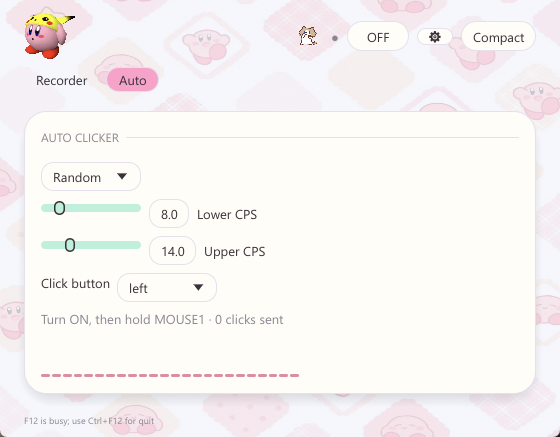 OFF
Compact
Recorder
Auto
AUTO CLICKER
Random
8.0 Lower CPS
14.0 Upper CPS
Click button left
Turn ON, then hold MOUSE1 · 0 clicks sent
F12 is busy; use Ctrl+F12 for quit